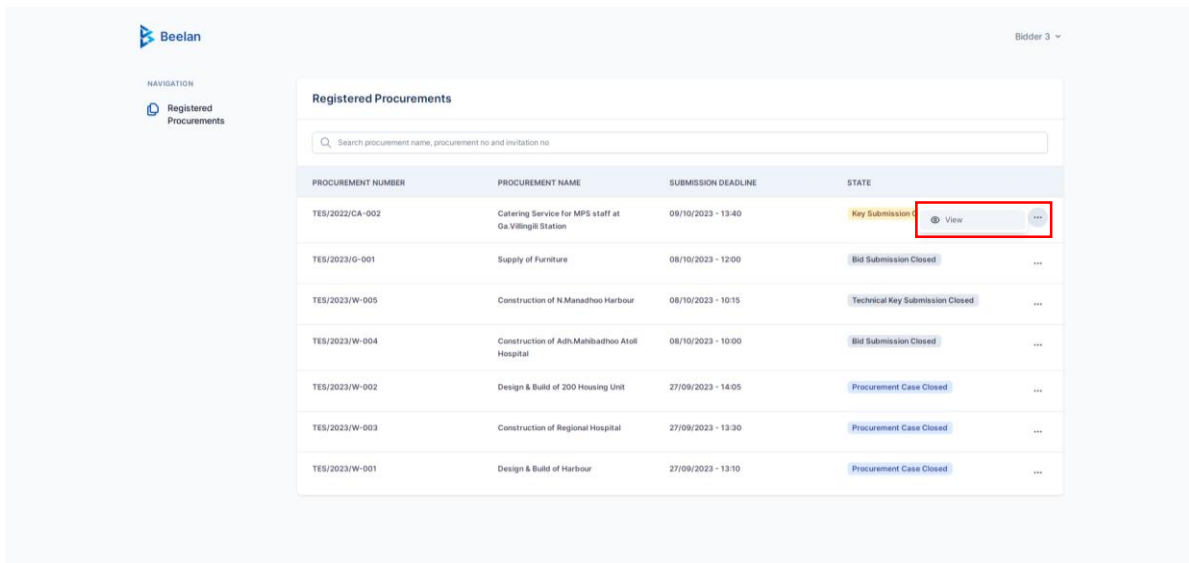 Beelan
Bidder 3
NAVIGATION
Registered
Procurements
Registered Procurements
Search procurement name, procurement no and invitation no
PROCUREMENT NUMBER PROCUREMENT NAME SUBMISSION DEADLINE STATE
TES/2022/CA-002 Catering Service for MPS staff at 09/10/2023 - 13:40 Key Submission View ...
Ga.Villingili Station
TES/2023/G-001 Supply of Furniture 08/10/2023 - 12:00 Bid Submission Closed ...
TES/2023/W-005 Construction of N.Manadhoo Harbour 08/10/2023 - 10:15 Technical Key Submission Closed ...
TES/2023/W-004 Construction of Adh.Mahibadhoo Atoll 08/10/2023 - 10:00 Bid Submission Closed ...
Hospital
TES/2023/W-002 Design & Build of 200 Housing Unit 27/09/2023 - 14:05 Procurement Case Closed ...
TES/2023/W-003 Construction of Regional Hospital 27/09/2023 - 13:30 Procurement Case Closed ...
TES/2023/W-001 Design & Build of Harbour 27/09/2023 - 13:10 Procurement Case Closed ...